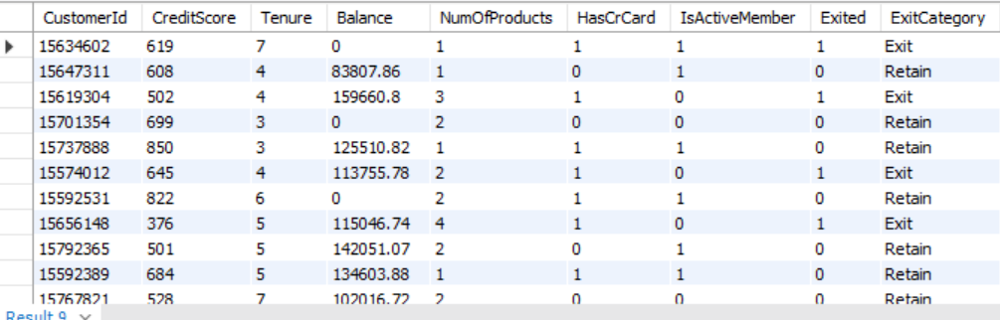 CustomerId CreditScore Tenure Balance NumOfProducts HasCrCard IsActiveMember Exited ExitCategory
15634602 619 7 0 1 1 1 1 Exit
15647311 608 4 83807.86 1 0 1 0 Retain
15619304 502 4 159660.8 3 1 0 1 Exit
15701354 699 3 0 2 0 0 0 Retain
15737888 850 3 125510.82 1 1 1 0 Retain
15574012 645 4 113755.78 2 1 0 1 Exit
15592531 822 6 0 2 1 1 0 Retain
15656148 376 5 115046.74 4 1 0 1 Exit
15792365 501 5 142051.07 2 0 1 0 Retain
15592389 684 5 134603.88 1 1 1 0 Retain
15767821 528 7 102016.72 2 0 0 0 Retain
Result 9